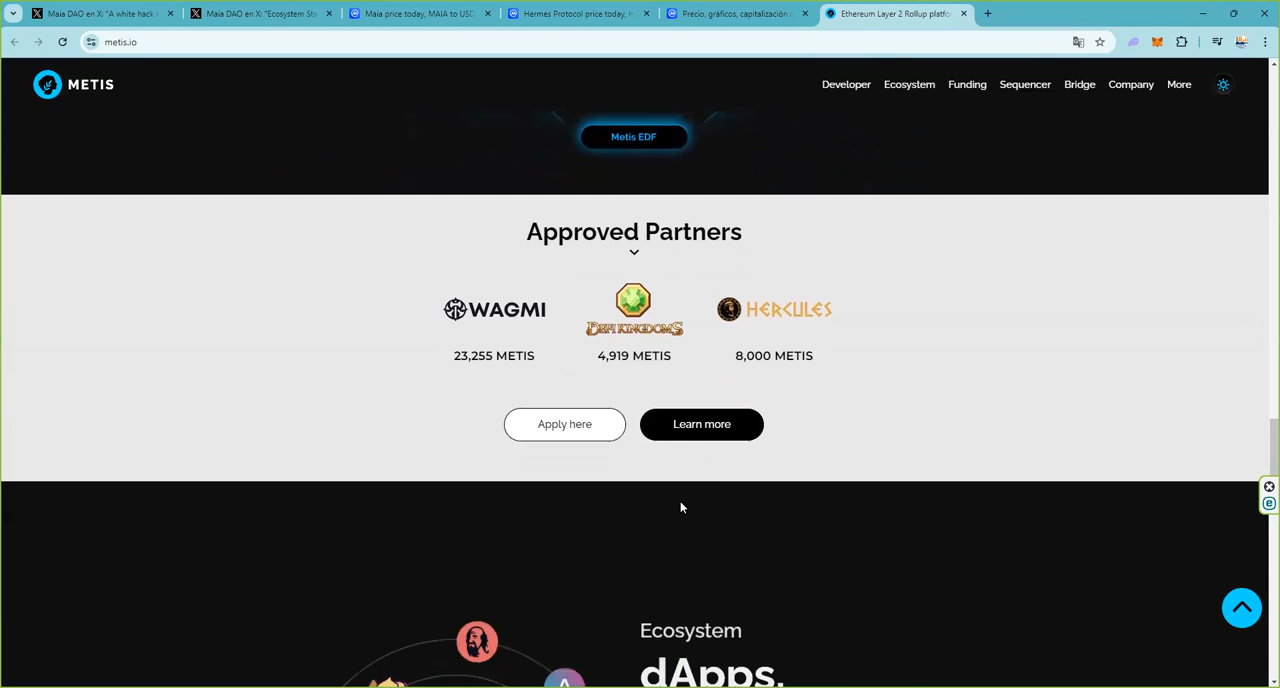 Maia DAO en X: "A white hack
Maia DAO en X: "Ecosystem Sta
Maia price today, MAIA to USD
Hermes Protocol price today, H
Precio, gráficos, capitalización
Ethereum Layer 2 Rollup platfo
metis.io
METIS
Developer
Ecosystem
Funding
Sequencer
Bridge
Company
More
Metis EDF
Approved Partners
WAGMI
DEFI KINGDOMS
HERCULES
23,255 METIS
4,919 METIS
8,000 METIS
Apply here
Learn more
Ecosystem
dApps.